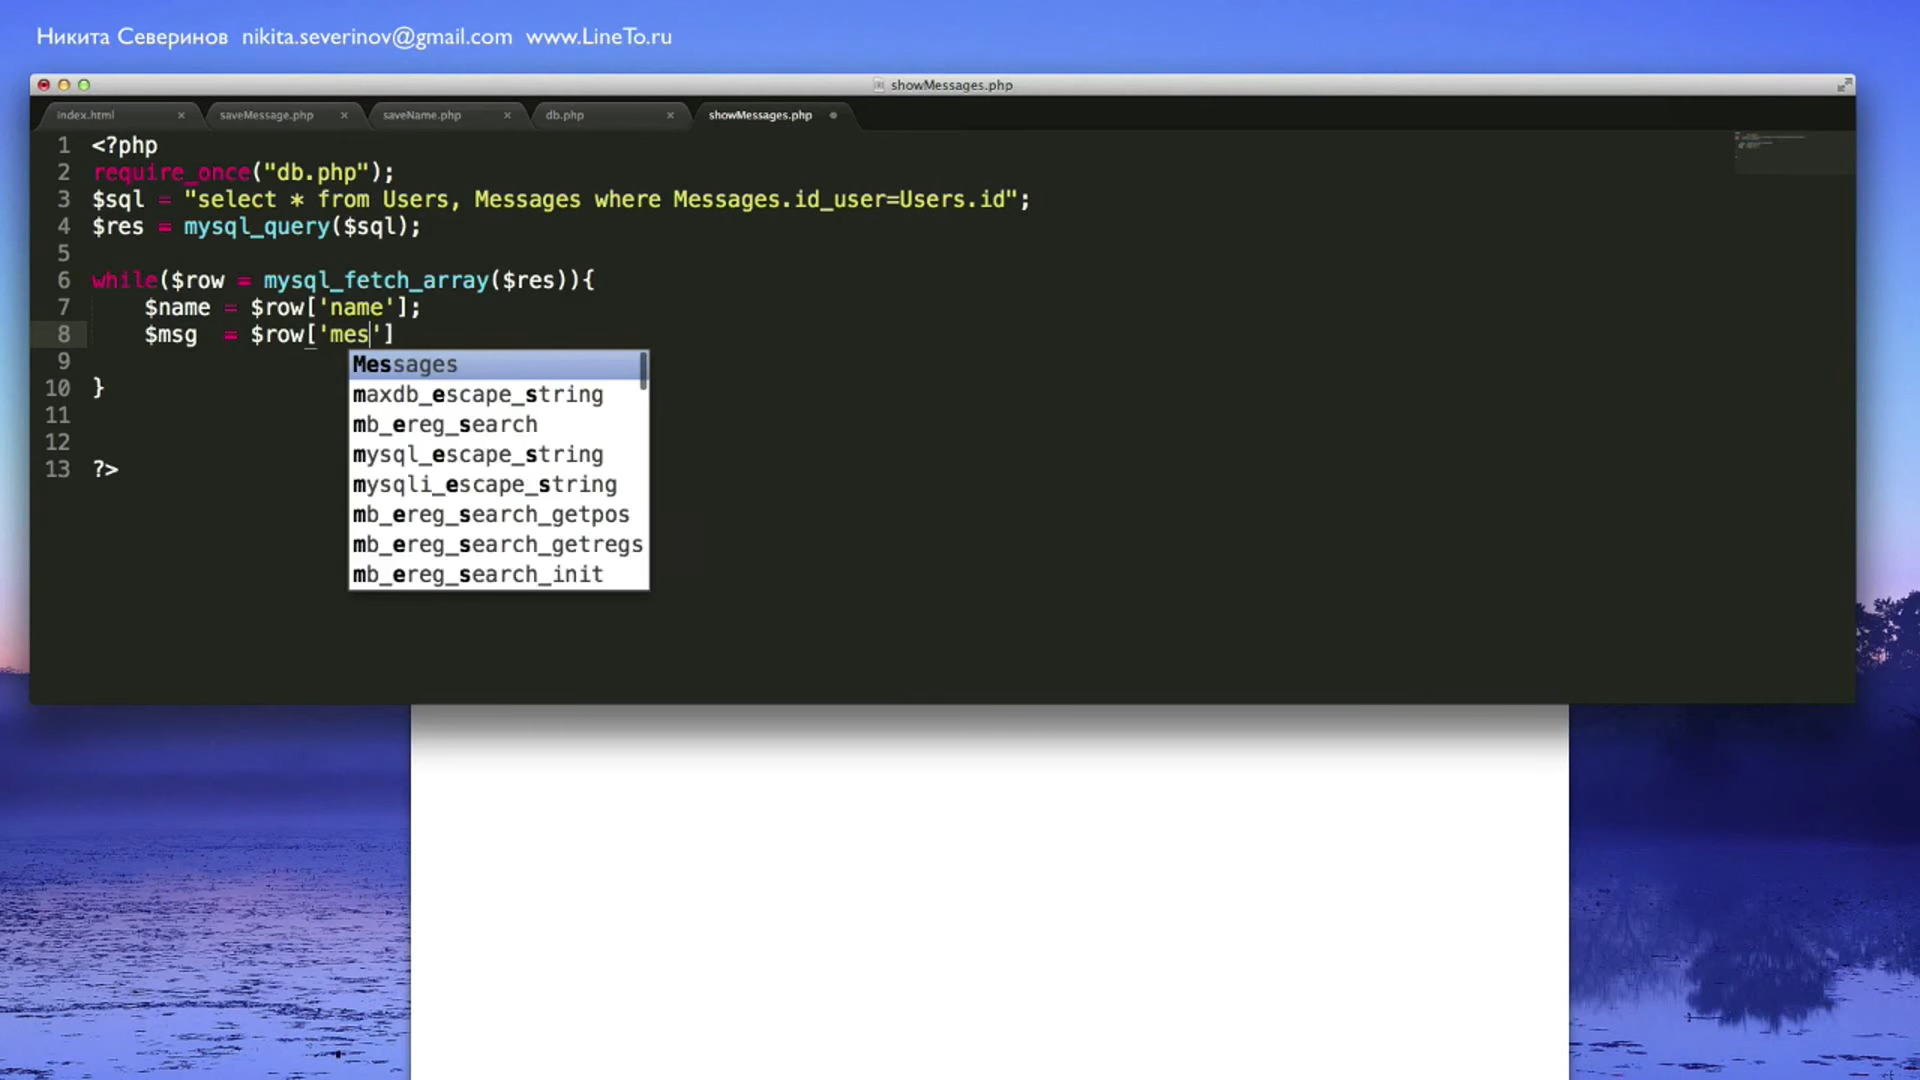 Никита Северинов nikita.severinov@gmail.com www.LineTo.ru
showMessages.php
index.html saveMessage.php saveName.php db.php showMessages.php
1 <?php
2 require_once("db.php");
3 $sql = "select * from Users, Messages where Messages.id_user=Users.id";
4 $res = mysql_query($sql);
5
6 while($row = mysql_fetch_array($res)){
7 $name = $row['name'];
8 $msg = $row['mes']
9
10 }
11
12
13 ?>
Messages
maxdb_escape_string
mb_ereg_search
mysql_escape_string
mysqli_escape_string
mb_ereg_search_getpos
mb_ereg_search_getregs
mb_ereg_search_init